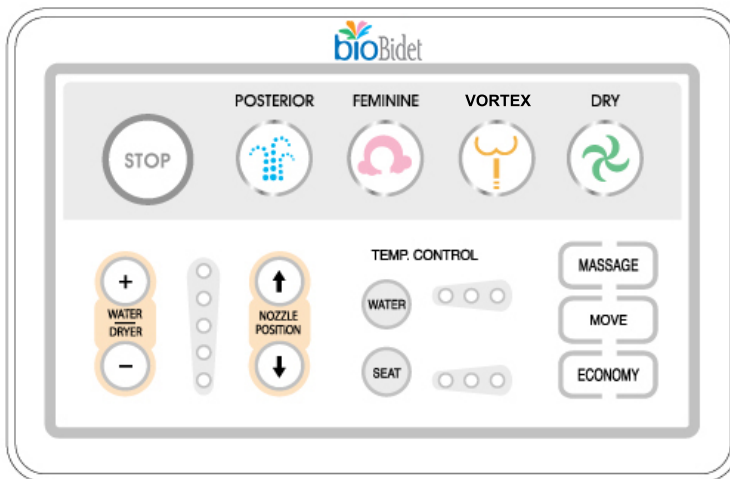 bioBidet
POSTERIOR
FEMININE
VORTEX
DRY
STOP
+
WATER
DRYER
−
↑
NOZZLE
POSITION
↓
TEMP. CONTROL
WATER
SEAT
MASSAGE
MOVE
ECONOMY